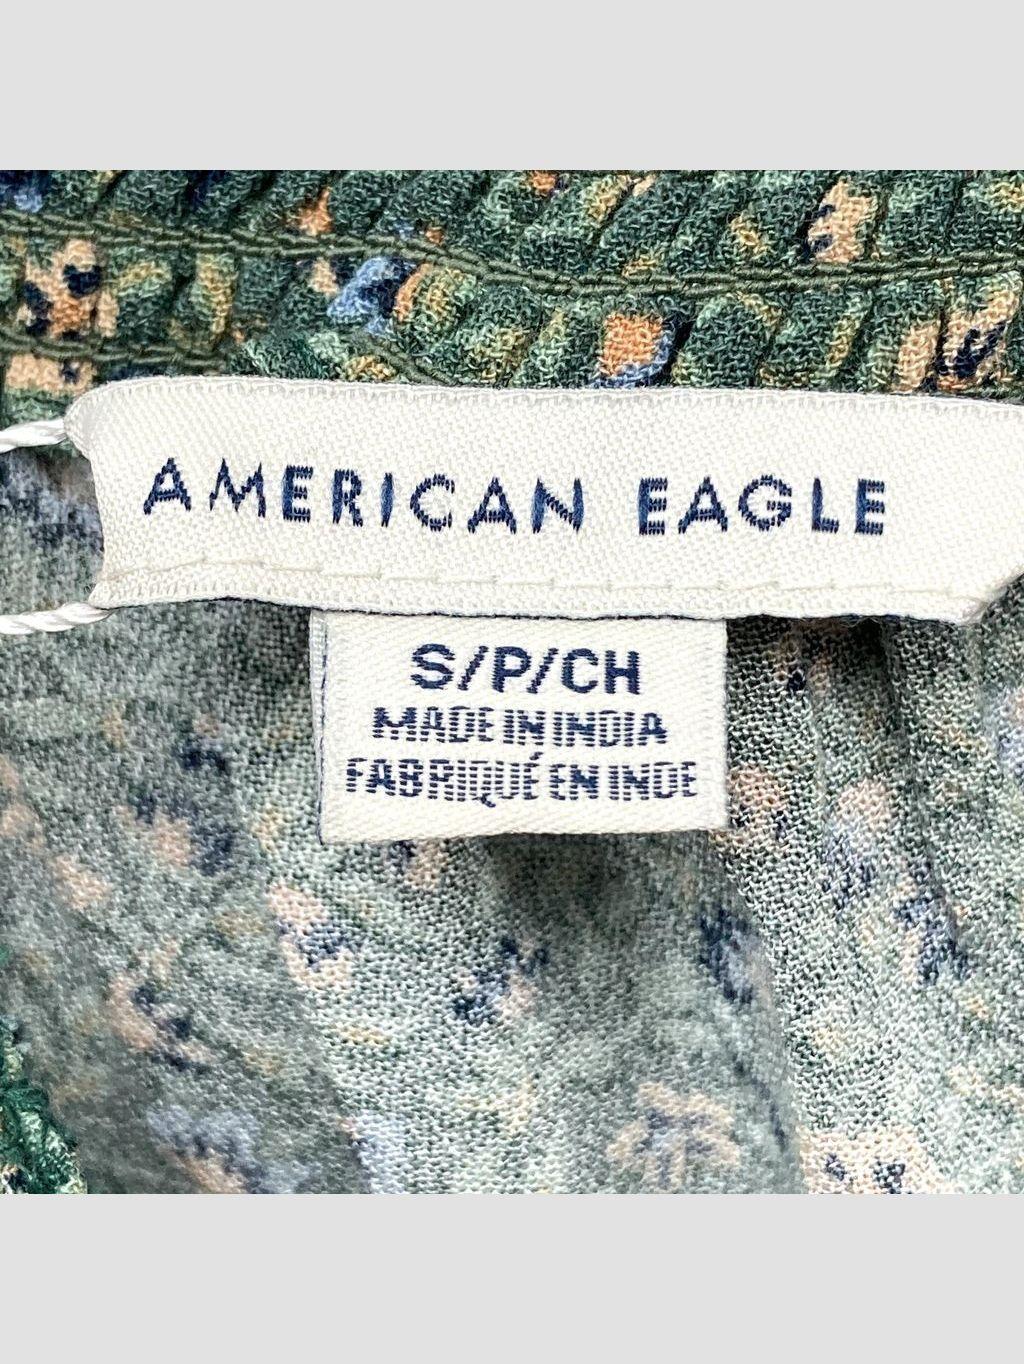 AMERICAN EAGLE
S/P/CH
MADE IN INDIA
FABRIQUÉ EN INDE